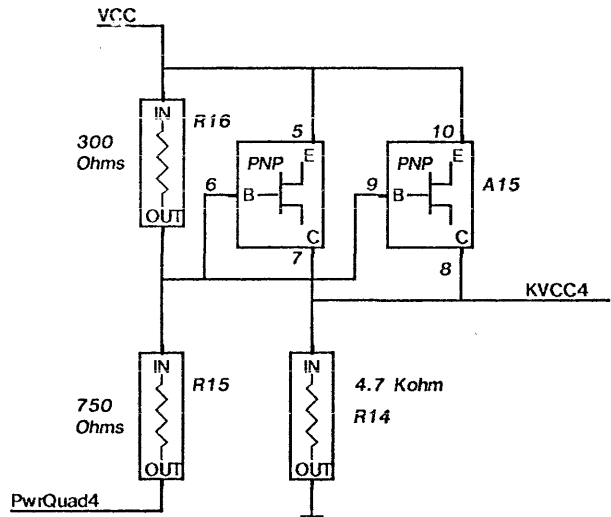 VCC
IN
R16
300
Ohms
OUT
5
PNP
E
6
B
C
7
10
PNP
E
A15
9
B
C
8
KVCC4
IN
R15
750
Ohms
OUT
IN
4.7 Kohm
R14
OUT
PwrQuad4